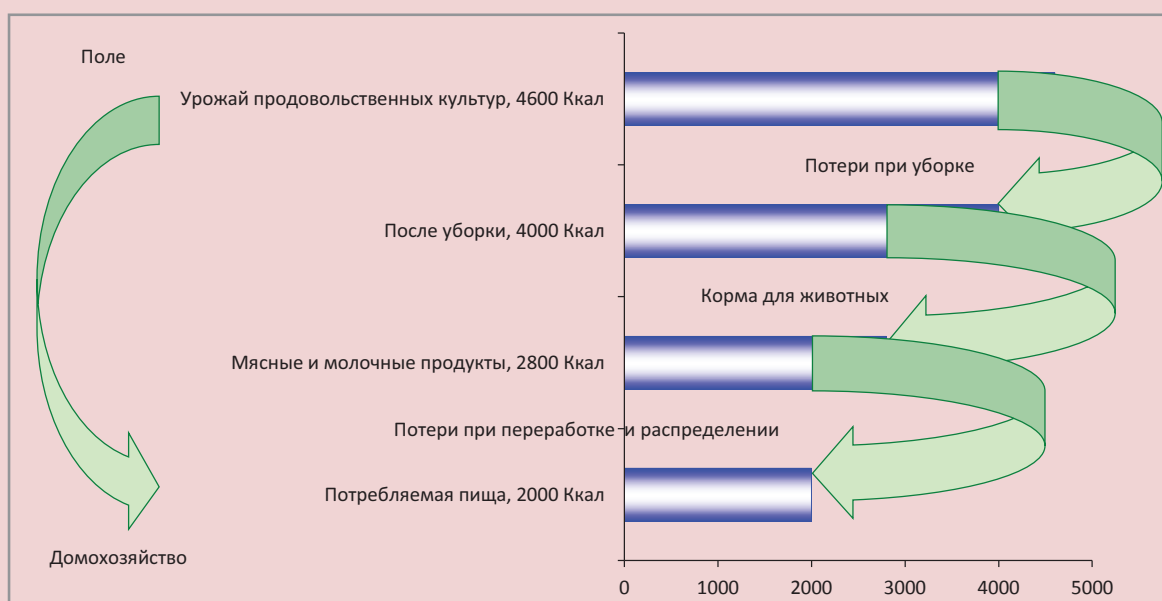 Поле
Урожай продовольственных культур, 4600 Ккал
Потери при уборке
После уборки, 4000 Ккал
Корма для животных
Мясные и молочные продукты, 2800 Ккал
Потери при переработке и распределении
Потребляемая пища, 2000 Ккал
Домохозяйство
0 1000 2000 3000 4000 5000